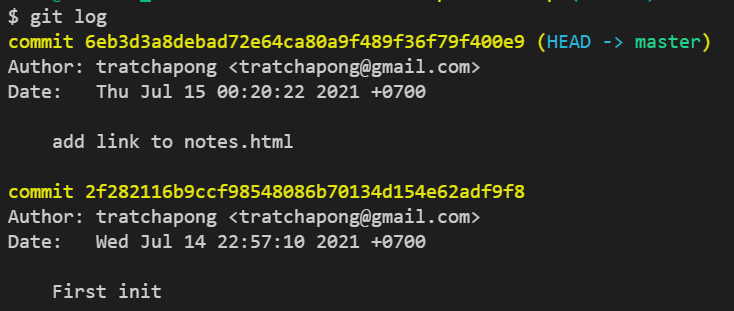 $ git log
commit 6eb3d3a8debad72e64ca80a9f489f36f79f400e9 (HEAD -> master)
Author: tratchapong <tratchapong@gmail.com>
Date:   Thu Jul 15 00:20:22 2021 +0700
    add link to notes.html
commit 2f282116b9ccf98548086b70134d154e62adf9f8
Author: tratchapong <tratchapong@gmail.com>
Date:   Wed Jul 14 22:57:10 2021 +0700
    First init